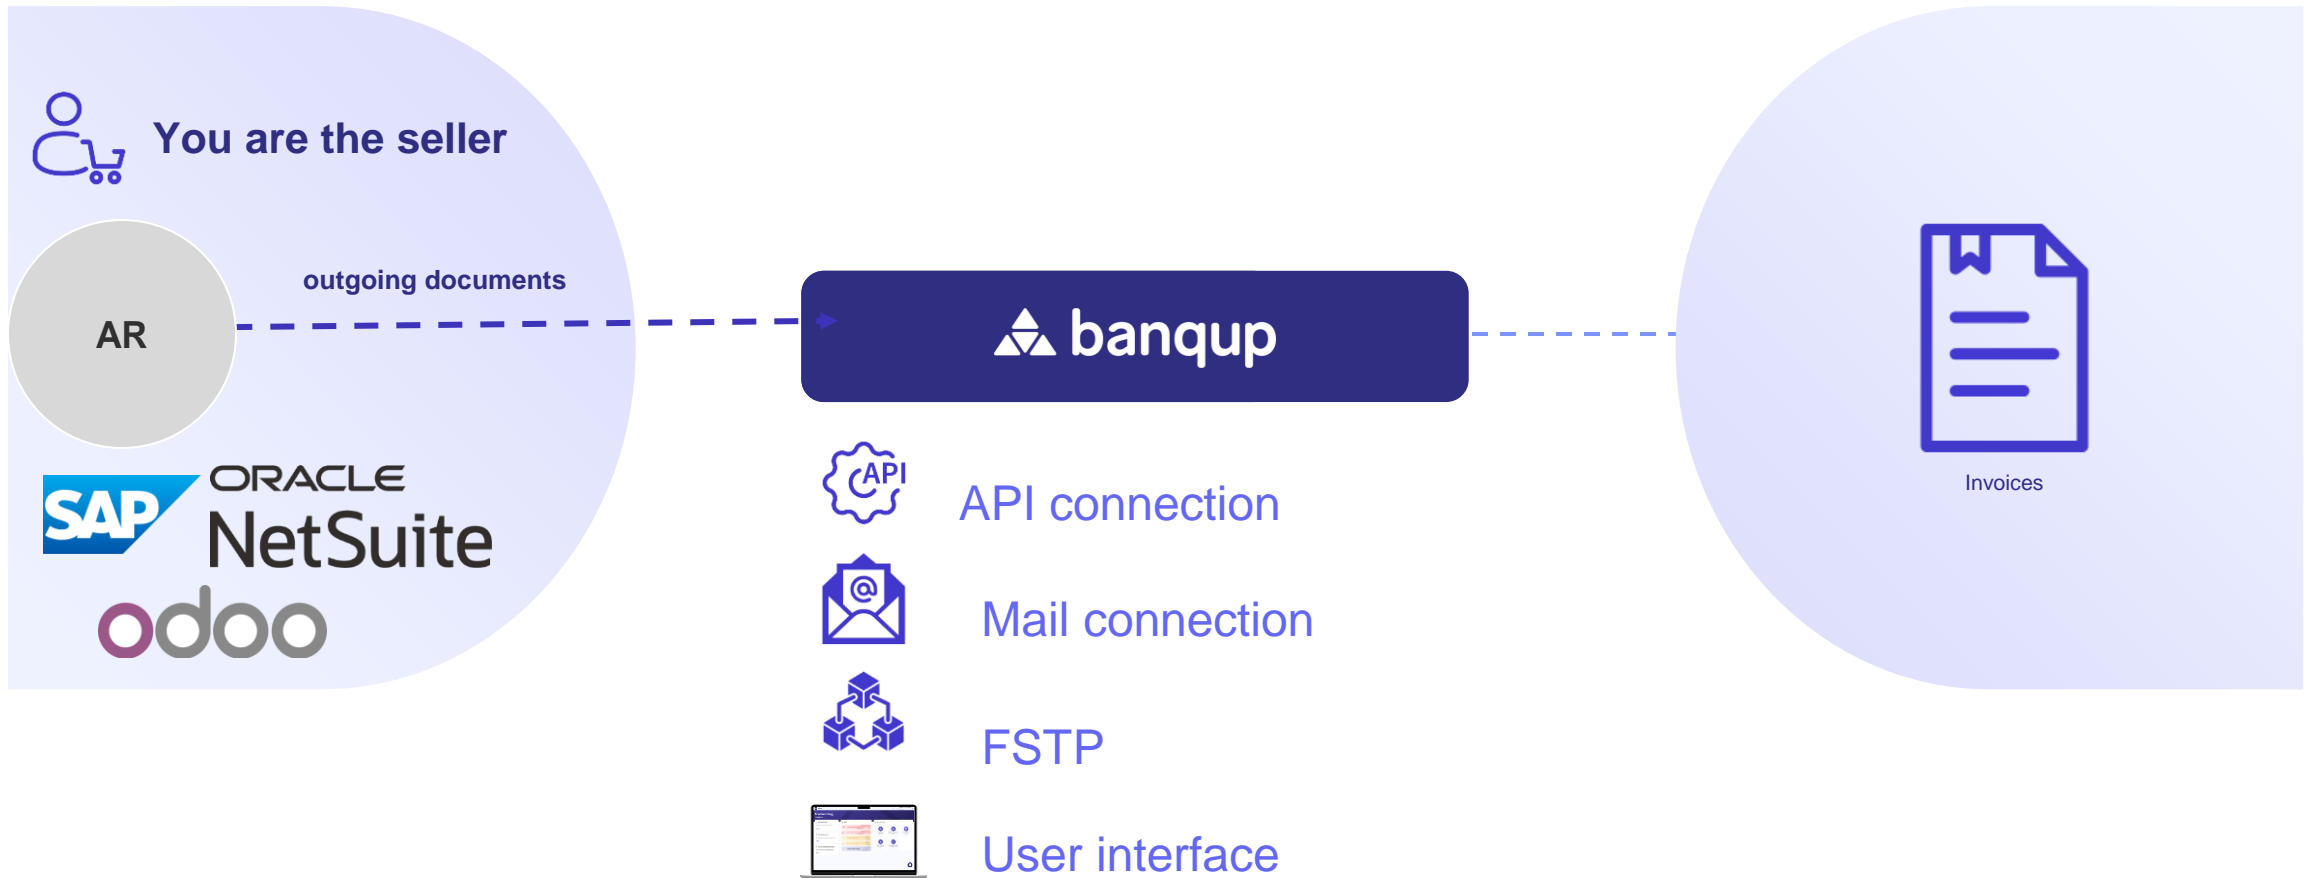 You are the seller
outgoing documents
AR
banqup
SAP
ORACLE
NetSuite
odoo
API
API connection
@
Mail connection
FSTP
User interface
Invoices